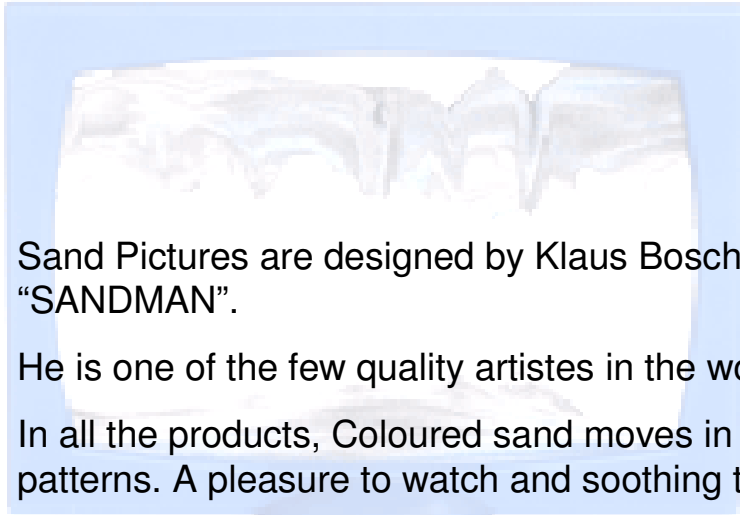 Sand Pictures are designed by Klaus Bosch
“SANDMAN”.
He is one of the few quality artistes in the
In all the products, Coloured sand moves in
patterns. A pleasure to watch and soothing